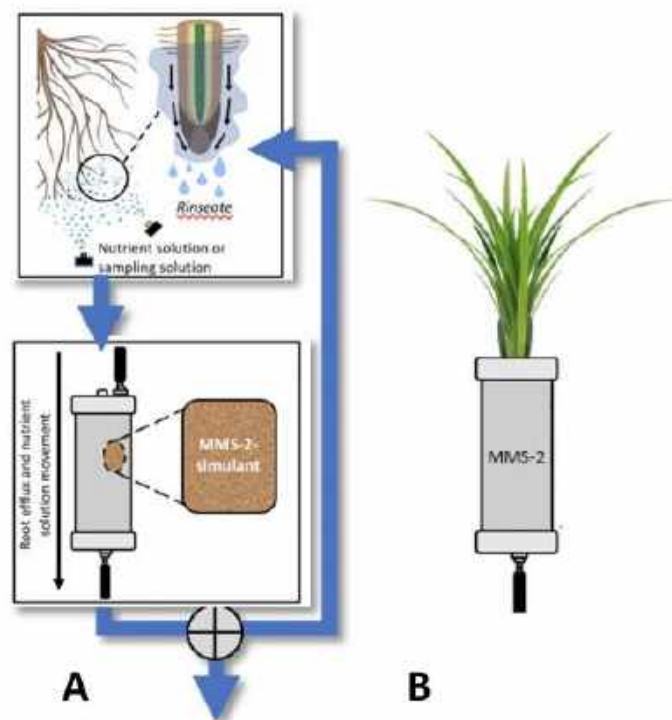 Rinseate
Nutrient solution or
sampling solution
Root efflux and nutrient
solution movement
MMS-2-
simulant
MMS-2
A
B